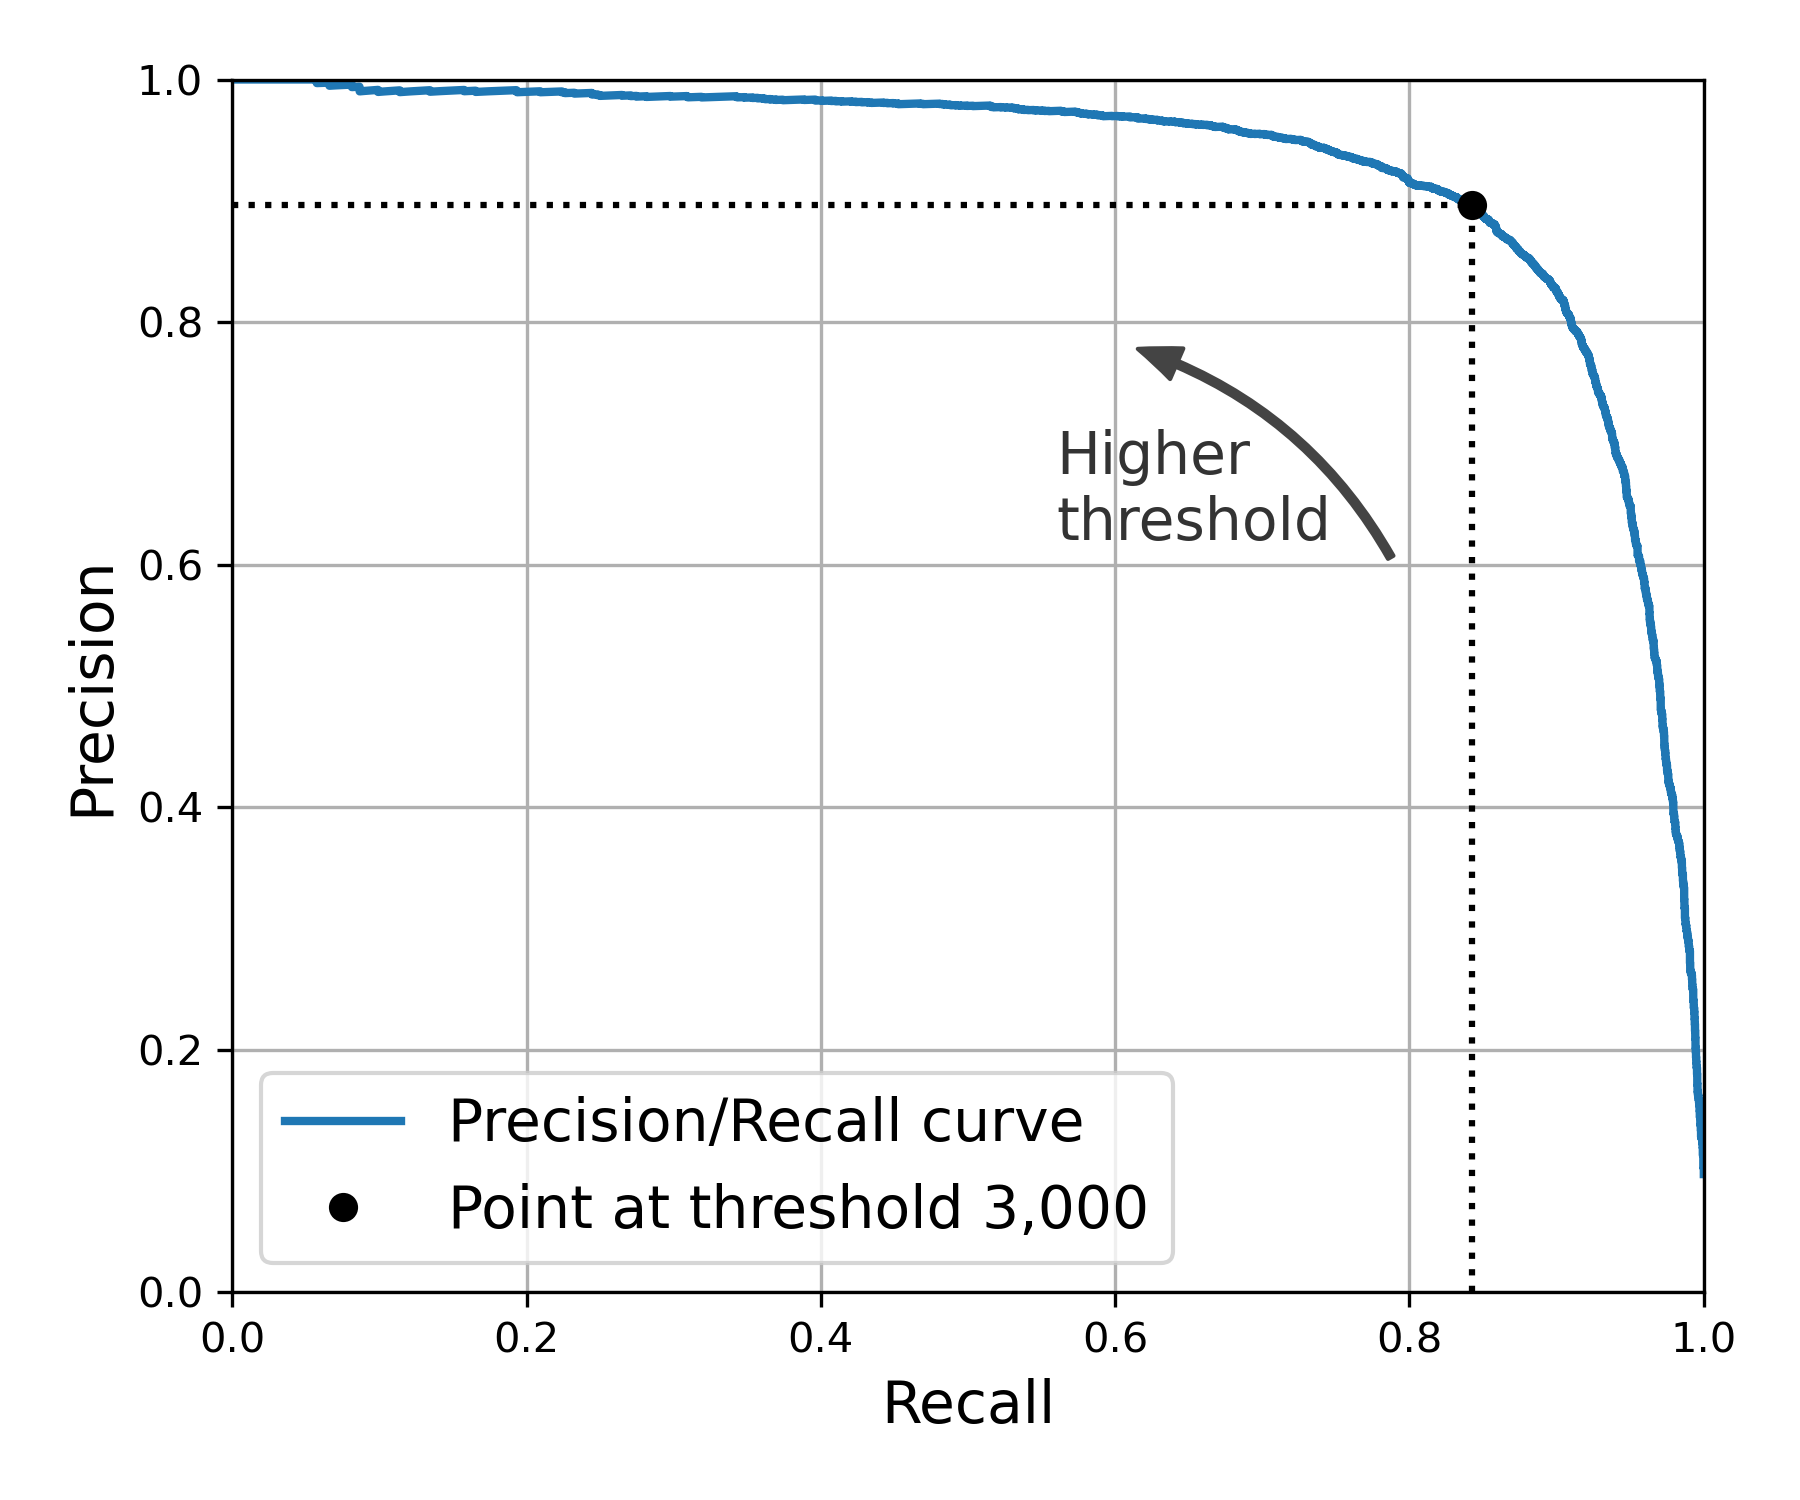 1.0
0.8
0.6
0.4
0.2
0.0
Precision
Higher
threshold
Precision/Recall curve
Point at threshold 3,000
0.0 0.2 0.4 0.6 0.8 1.0
Recall